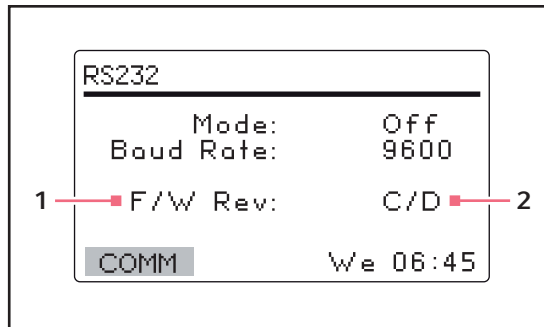 RS232
Mode: Off
Baud Rate: 9600
1 F/W Rev: C/D 2
COMM We 06:45